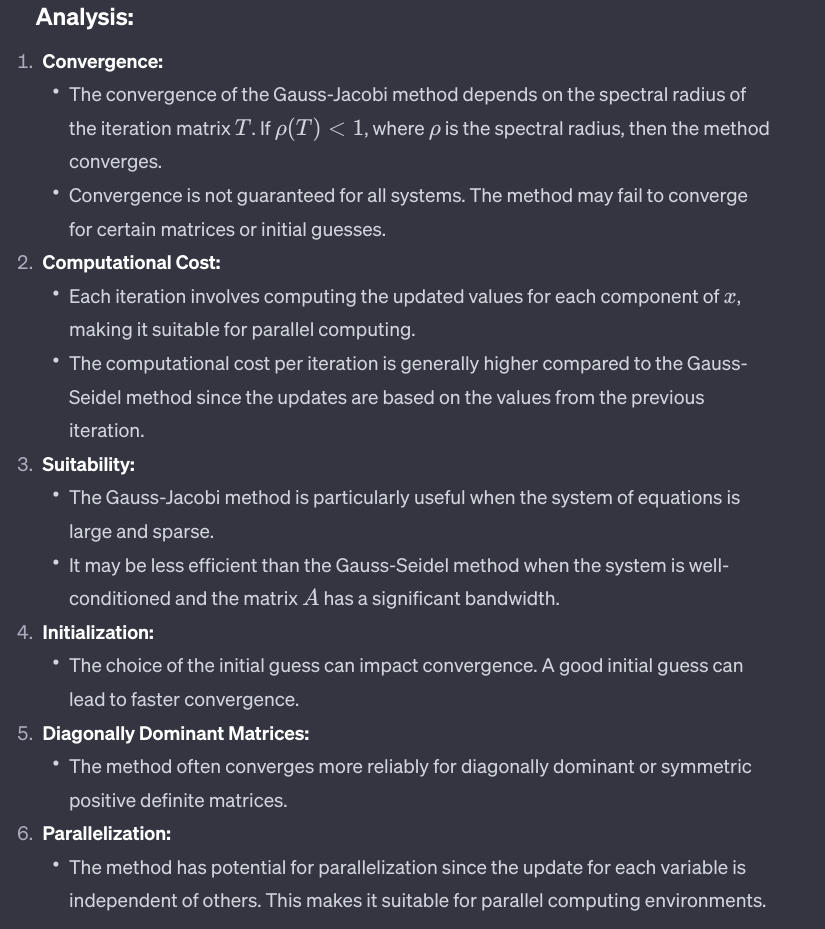 Analysis:
1. Convergence:
• The convergence of the Gauss-Jacobi method depends on the spectral radius of
the iteration matrix T. If ρ(T) < 1, where ρ is the spectral radius, then the method
converges.
• Convergence is not guaranteed for all systems. The method may fail to converge
for certain matrices or initial guesses.
2. Computational Cost:
• Each iteration involves computing the updated values for each component of x,
making it suitable for parallel computing.
• The computational cost per iteration is generally higher compared to the Gauss-
Seidel method since the updates are based on the values from the previous
iteration.
3. Suitability:
• The Gauss-Jacobi method is particularly useful when the system of equations is
large and sparse.
• It may be less efficient than the Gauss-Seidel method when the system is well-
conditioned and the matrix A has a significant bandwidth.
4. Initialization:
• The choice of the initial guess can impact convergence. A good initial guess can
lead to faster convergence.
5. Diagonally Dominant Matrices:
• The method often converges more reliably for diagonally dominant or symmetric
positive definite matrices.
6. Parallelization:
• The method has potential for parallelization since the update for each variable is
independent of others. This makes it suitable for parallel computing environments.